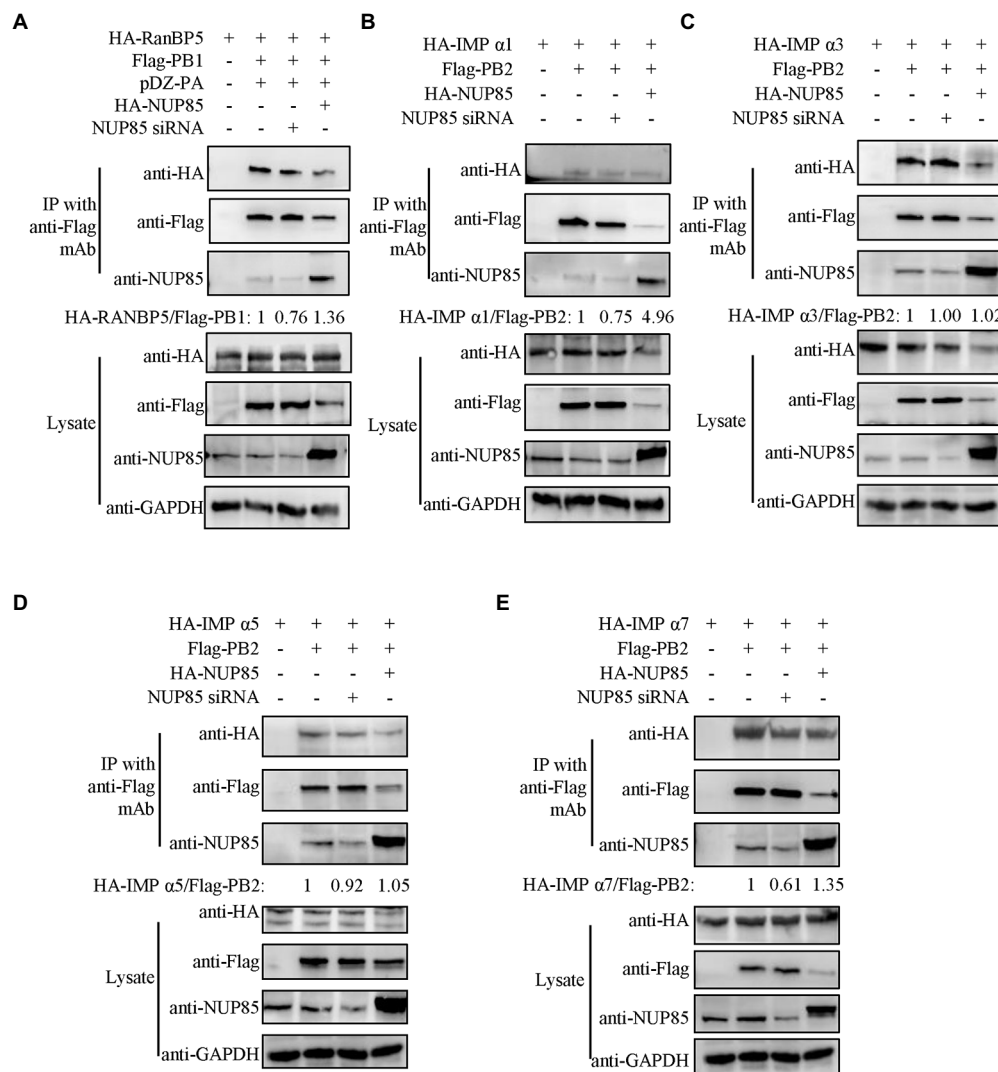 A
HA-RanBP5 + + + +
Flag-PB1 - + + +
pDZ-PA - + + +
HA-NUP85 - - - +
NUP85 siRNA - - + -
IP with anti-Flag mAb
anti-HA
anti-Flag
anti-NUP85
HA-RANBP5/Flag-PB1: 1 0.76 1.36
Lysate
anti-HA
anti-Flag
anti-NUP85
anti-GAPDH
B
HA-IMP α1 + + + +
Flag-PB2 - + + +
HA-NUP85 - - - +
NUP85 siRNA - - + -
IP with anti-Flag mAb
anti-HA
anti-Flag
anti-NUP85
HA-IMP α1/Flag-PB2: 1 0.75 4.96
Lysate
anti-HA
anti-Flag
anti-NUP85
anti-GAPDH
C
HA-IMP α3 + + + +
Flag-PB2 - + + +
HA-NUP85 - - - +
NUP85 siRNA - - + -
IP with anti-Flag mAb
anti-HA
anti-Flag
anti-NUP85
HA-IMP α3/Flag-PB2: 1 1.00 1.02
Lysate
anti-HA
anti-Flag
anti-NUP85
anti-GAPDH
D
HA-IMP α5 + + + +
Flag-PB2 - + + +
HA-NUP85 - - - +
NUP85 siRNA - - + -
IP with anti-Flag mAb
anti-HA
anti-Flag
anti-NUP85
HA-IMP α5/Flag-PB2: 1 0.92 1.05
Lysate
anti-HA
anti-Flag
anti-NUP85
anti-GAPDH
E
HA-IMP α7 + + + +
Flag-PB2 - + + +
HA-NUP85 - - - +
NUP85 siRNA - - + -
IP with anti-Flag mAb
anti-HA
anti-Flag
anti-NUP85
HA-IMP α7/Flag-PB2: 1 0.61 1.35
Lysate
anti-HA
anti-Flag
anti-NUP85
anti-GAPDH